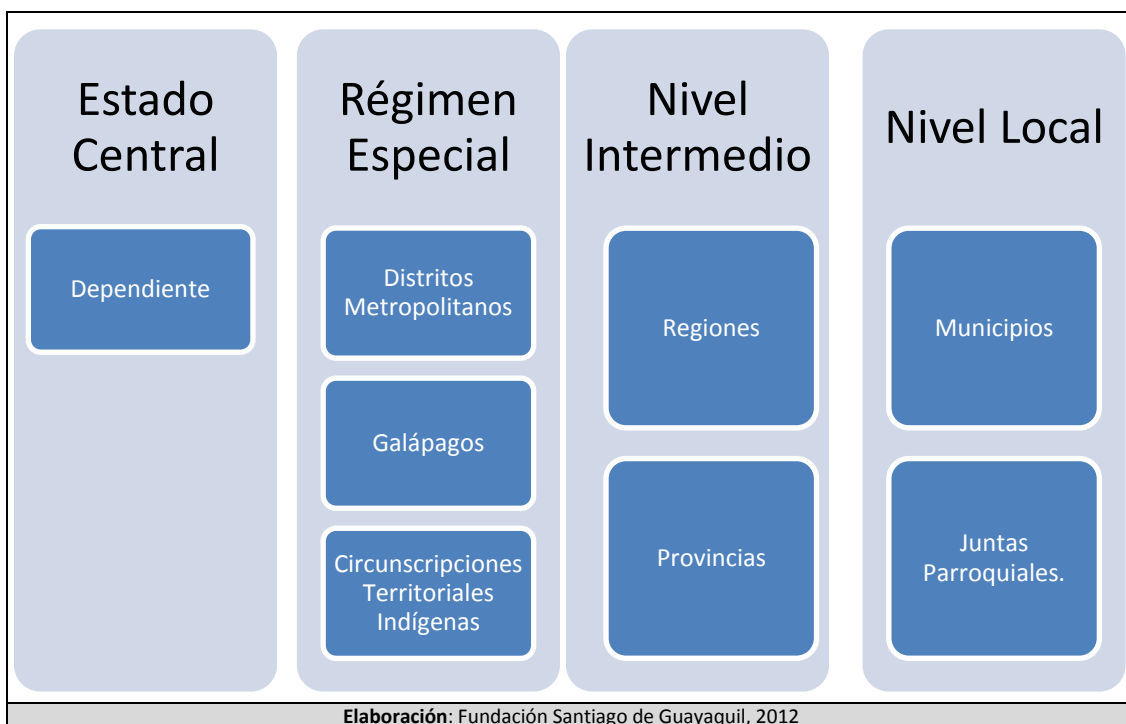 Estado
Central
Dependiente
Régimen
Especial
Distritos
Metropolitanos
Galápagos
Circunscripciones
Territoriales
Indígenas
Nivel
Intermedio
Regiones
Provincias
Nivel Local
Municipios
Juntas
Parroquiales.
Elaboración: Fundación Santiago de Guayaquil, 2012